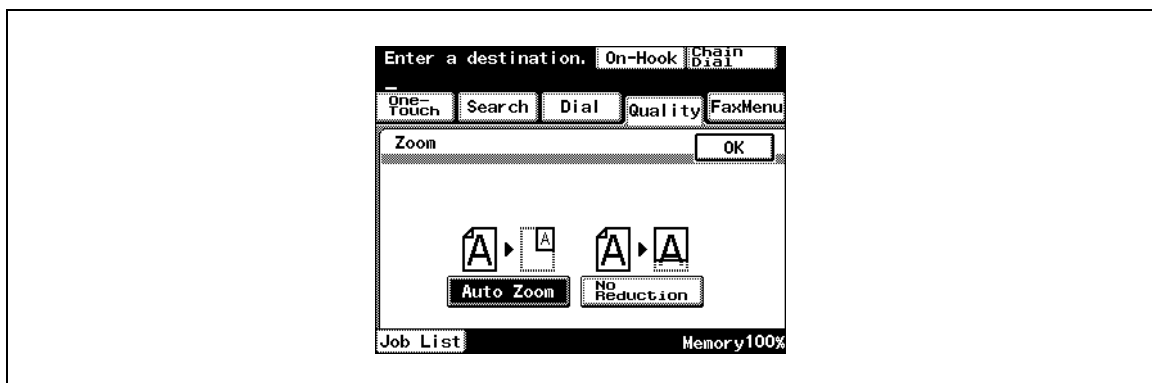 Enter a destination. On-Hook Chain Dial
One-Touch Search Dial Quality FaxMenu
Zoom OK
A A A A
Auto Zoom No Reduction
Job List Memory100%